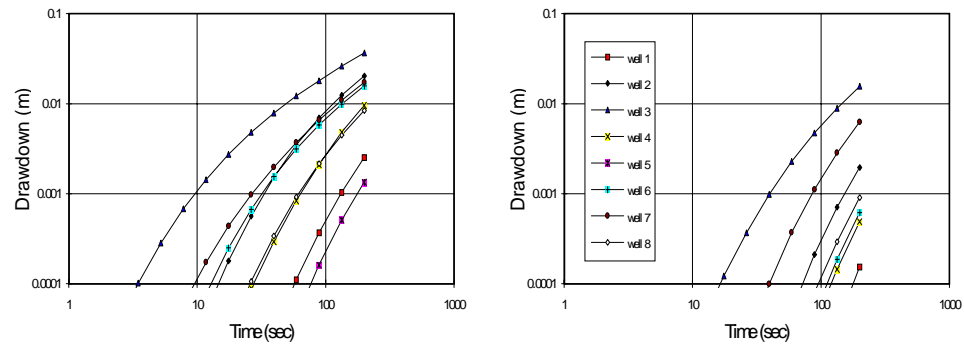 0.1
0.01
0.001
0.0001
Drawdown (m)
1
10
100
1000
Time (sec)
0.1
0.01
0.001
0.0001
Drawdown (m)
well 1
well 2
well 3
well 4
well 5
well 6
well 7
well 8
1
10
100
1000
Time (sec)